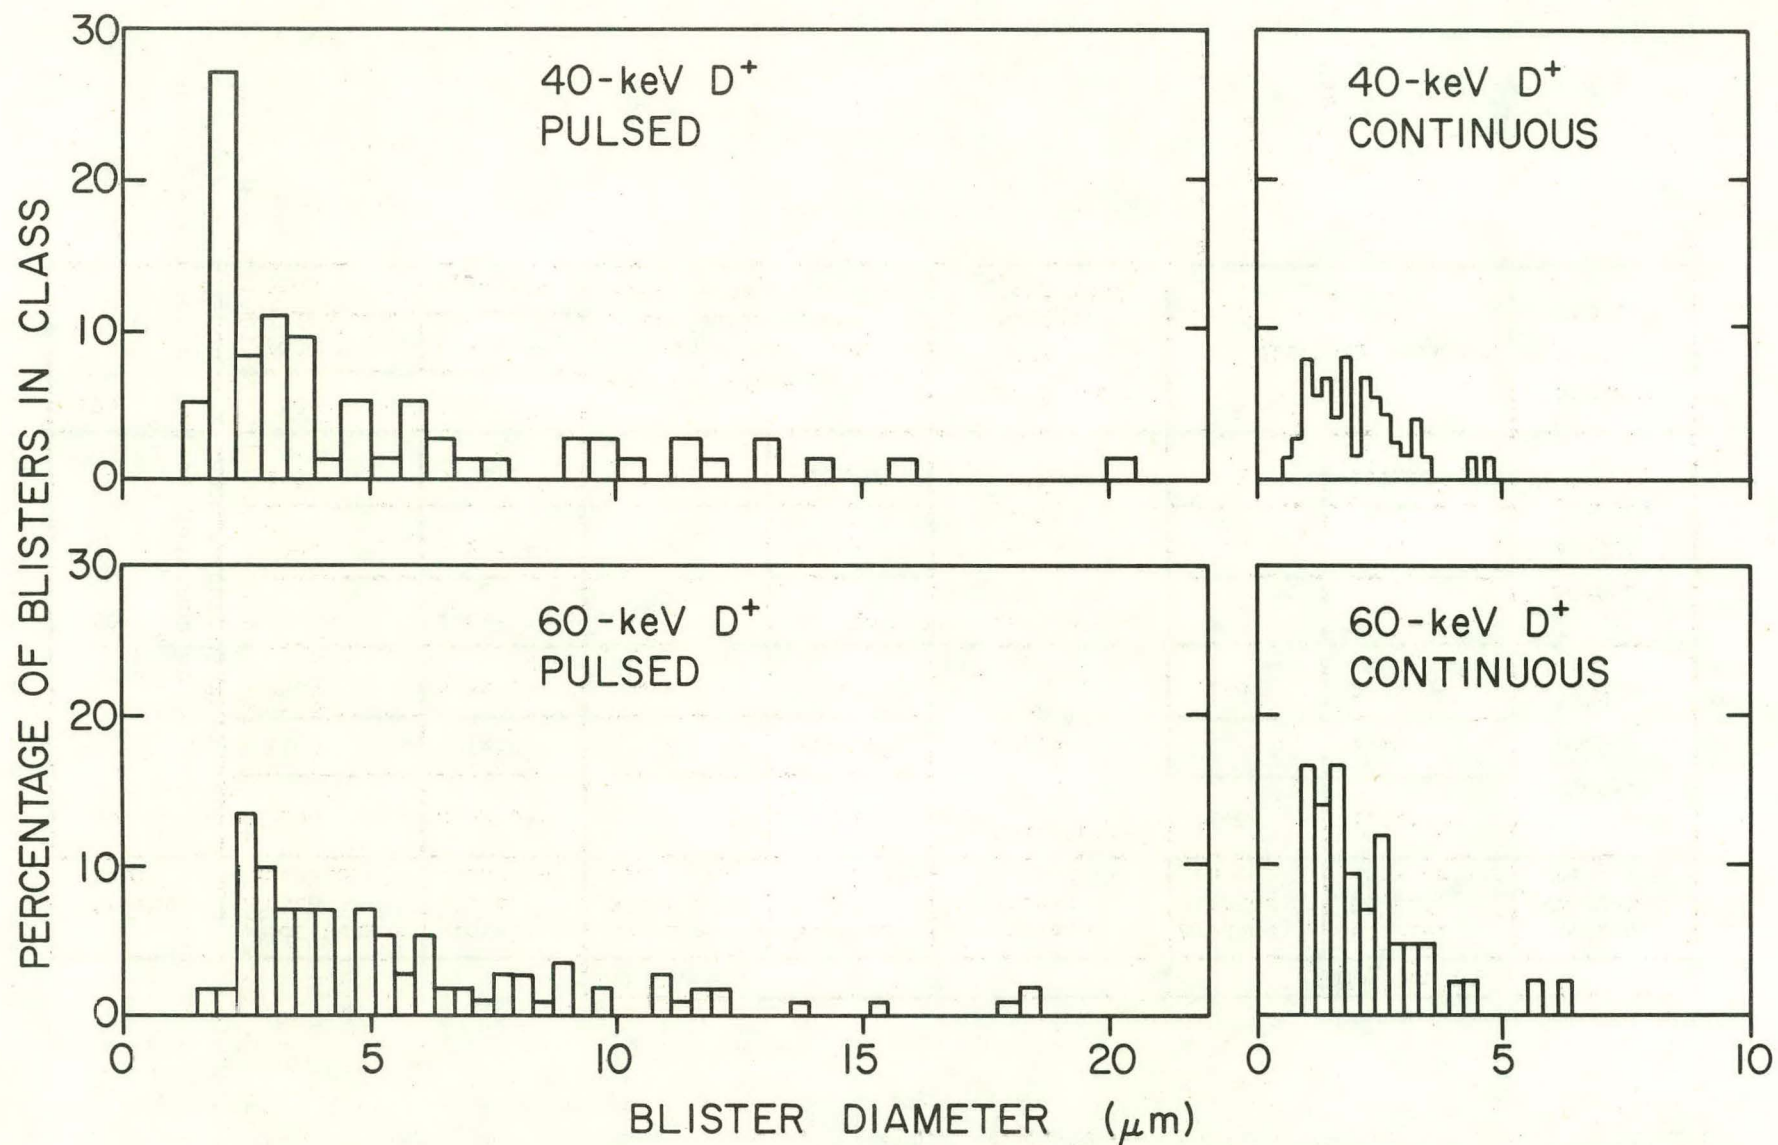 PERCENTAGE OF BLISTERS IN CLASS
30
20
10
0
40-keV D⁺
PULSED
40-keV D⁺
CONTINUOUS
30
20
10
0
60-keV D⁺
PULSED
60-keV D⁺
CONTINUOUS
0 5 10 15 20
0 5 10
BLISTER DIAMETER (μm)